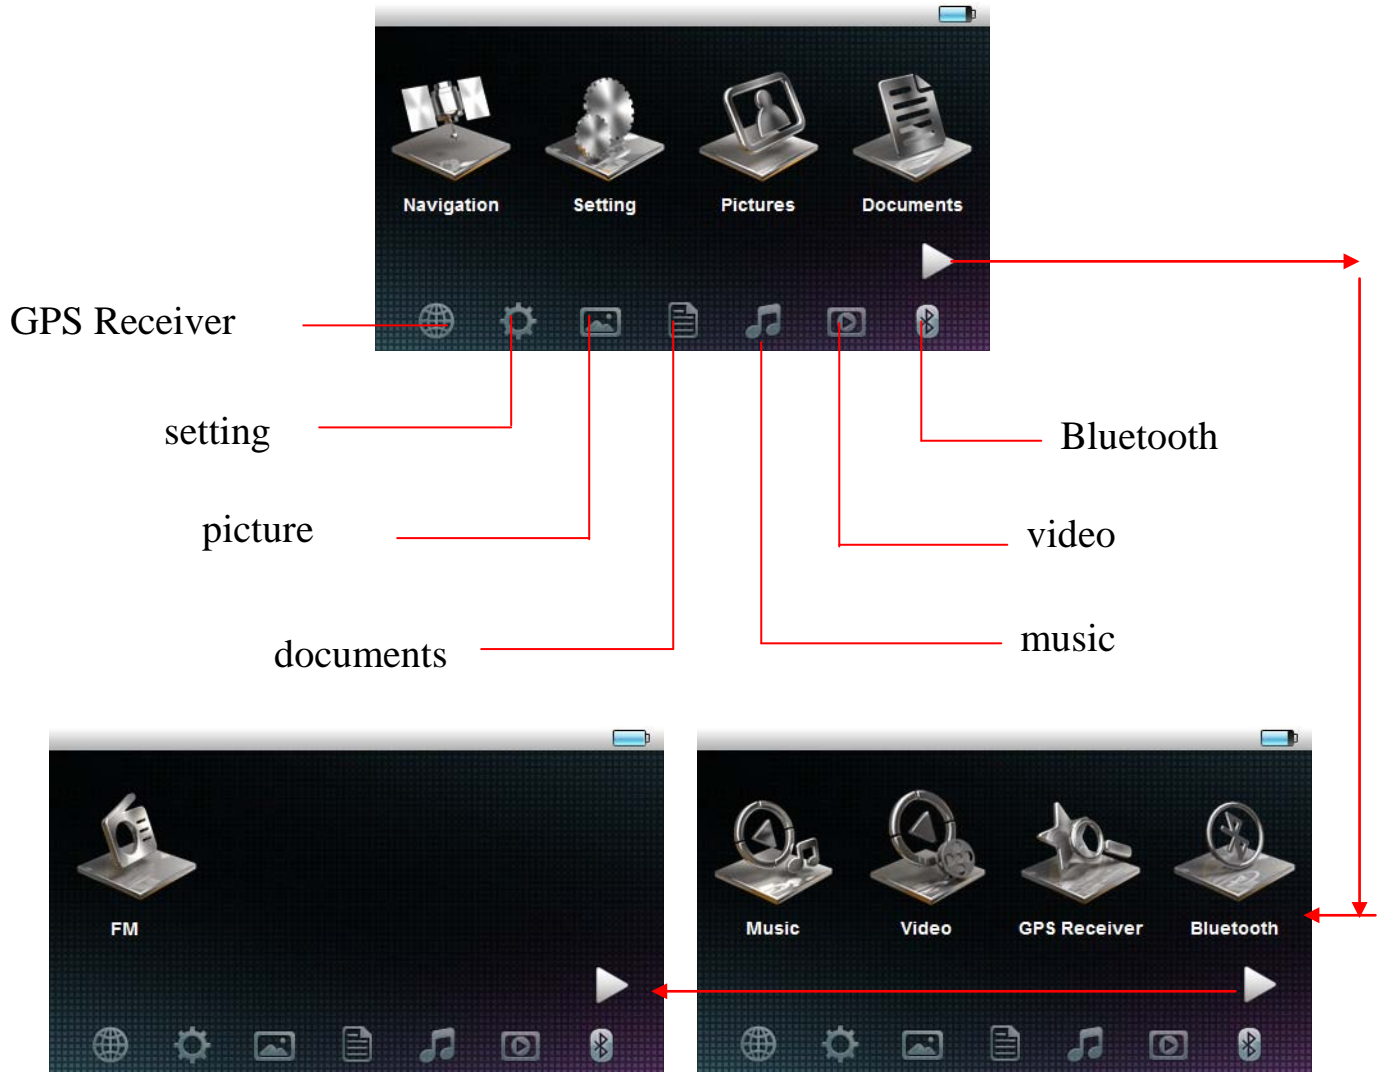 Navigation Setting Pictures Documents
GPS Receiver
setting
Bluetooth
picture
video
documents
music
FM
Music Video GPS Receiver Bluetooth